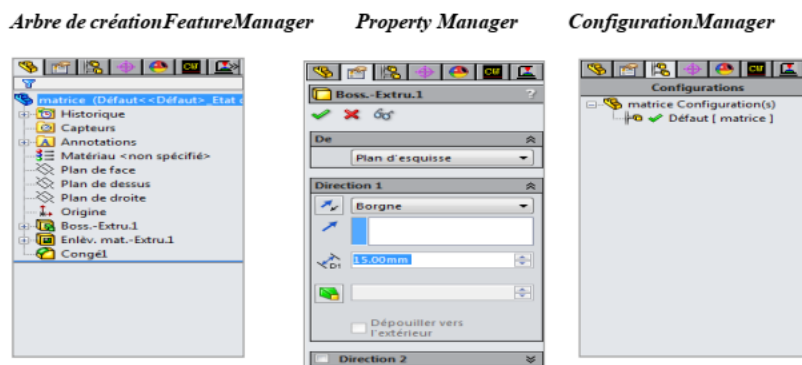 Arbre de créationFeatureManager
Property Manager
ConfigurationManager
matrice (Défaut<<Défaut>_Etat
Historique
Capteurs
Annotations
Matériau <non spécifié>
Plan de face
Plan de dessus
Plan de droite
Origine
Boss.-Extru.1
Enlèv. mat.-Extru.1
Congé1
Boss.-Extru.1
?
De
Plan d'esquisse
Direction 1
Borgne
D1
15.00mm
Dépouiller vers
l'extérieur
Direction 2
Configurations
matrice Configuration(s)
Défaut [ matrice ]